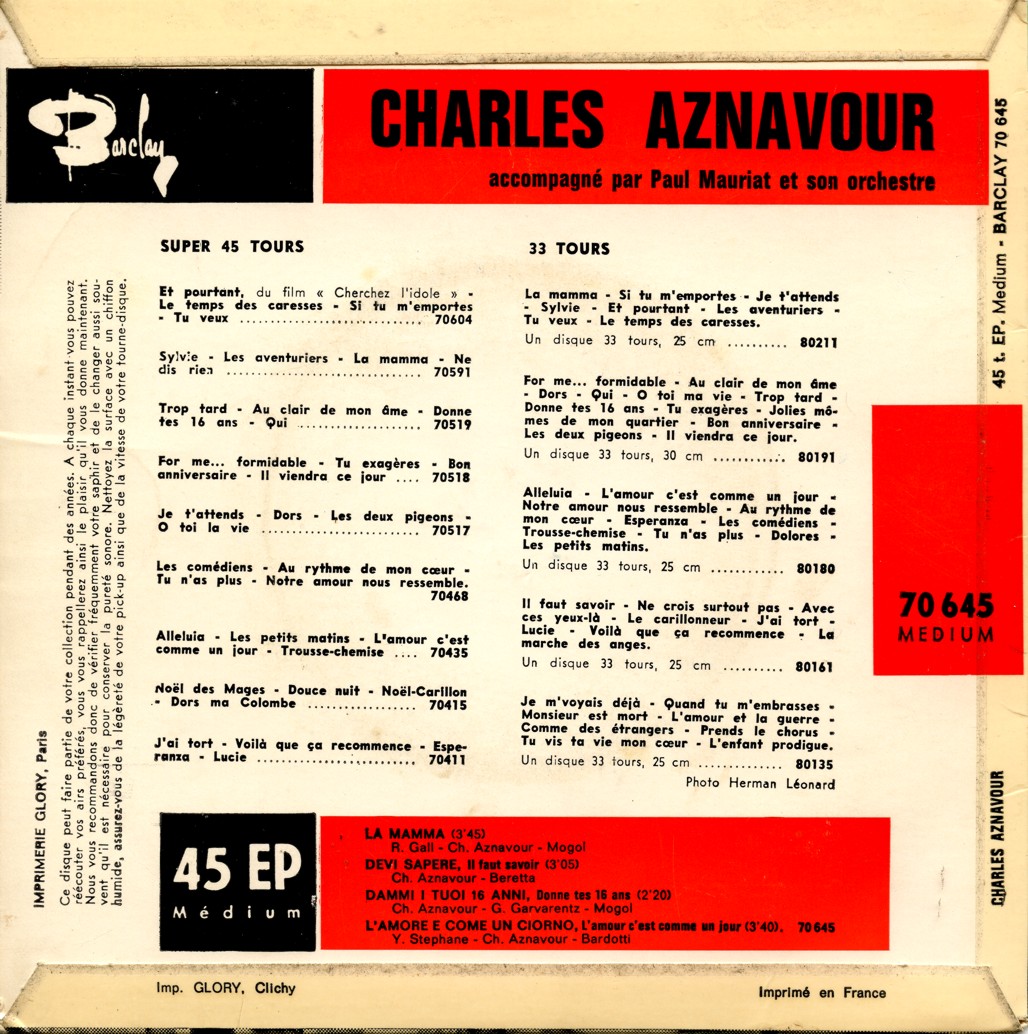 Barclay
CHARLES AZNAVOUR
accompagné par Paul Mauriat et son orchestre
45 t. EP. Medium - BARCLAY 70 645
SUPER 45 TOURS
Et pourtant, du film « Cherchez l'idole » -
Le temps des caresses - Si tu m'emportes
- Tu veux .............................. 70604
Sylvie - Les aventuriers - La mamma - Ne
dis rien ................................ 70591
Trop tard - Au clair de mon âme - Donne
tes 16 ans - Qui .................... 70519
For me... formidable - Tu exagères - Bon
anniversaire - Il viendra ce jour .... 70518
Je t'attends - Dors - Les deux pigeons -
O toi la vie .......................... 70517
Les comédiens - Au rythme de mon cœur -
Tu n'as plus - Notre amour nous ressemble.
70468
Alleluia - Les petits matins - L'amour c'est
comme un jour - Trousse-chemise .... 70435
Noël des Mages - Douce nuit - Noël-Carillon
- Dors ma Colombe .................. 70415
J'ai tort - Voilà que ça recommence - Espe-
ranza - Lucie .......................... 70411
33 TOURS
La mamma - Si tu m'emportes - Je t'attends
- Sylvie - Et pourtant - Les aventuriers -
Tu veux - Le temps des caresses.
Un disque 33 tours, 25 cm .......... 80211
For me... formidable - Au clair de mon âme
- Dors - Qui - O toi ma vie - Trop tard -
Donne tes 16 ans - Tu exagères - Jolies mô-
mes de mon quartier - Bon anniversaire -
Les deux pigeons - Il viendra ce jour.
Un disque 33 tours, 30 cm ............ 80191
Alleluia - L'amour c'est comme un jour -
Notre amour nous ressemble - Au rythme de
mon cœur - Esperanza - Les comédiens -
Trousse-chemise - Tu n'as plus - Dolores -
Les petits matins.
Un disque 33 tours, 25 cm ............ 80180
Il faut savoir - Ne crois surtout pas - Avec
ces yeux-là - Le carillonneur - J'ai tort -
Lucie - Voilà que ça recommence - La
marche des anges.
Un disque 33 tours, 25 cm .......... 80161
Je m'voyais déjà - Quand tu m'embrasses -
Monsieur est mort - L'amour et la guerre -
Comme des étrangers - Prends le chorus -
Tu vis ta vie mon cœur - L'enfant prodigue.
Un disque 33 tours, 25 cm .............. 80135
Photo Herman Léonard
70 645
MEDIUM
CHARLES AZNAVOUR
IMPRIMERIE GLORY, Paris
Ce disque peut faire partie de votre collection pendant des années. A chaque instant vous pouvez
réécouter vos airs préférés, vous vous rappellerez ainsi le plaisir qu'il vous donne maintenant.
Nous vous recommandons donc de vérifier fréquemment votre saphir et de le changer aussi sou-
vent qu'il est nécessaire pour conserver la pureté sonore. Nettoyez la surface avec un chiffon
humide, assurez-vous de la légèreté de votre pick-up ainsi que de la vitesse de votre tourne-disque.
45 EP
Médium
LA MAMMA (3'45)
R. Gall - Ch. Aznavour - Mogol
DEVI SAPERE, Il faut savoir (3'05)
Ch. Aznavour - Beretta
DAMMI I TUOI 16 ANNI, Donne tes 16 ans (2'20)
Ch. Aznavour - G. Garvarentz - Mogol
L'AMORE E COME UN CIORNO, L'amour c'est comme un jour (3'40). 70 645
Y. Stephane - Ch. Aznavour - Bardotti
Imp. GLORY, Clichy
Imprimé en France